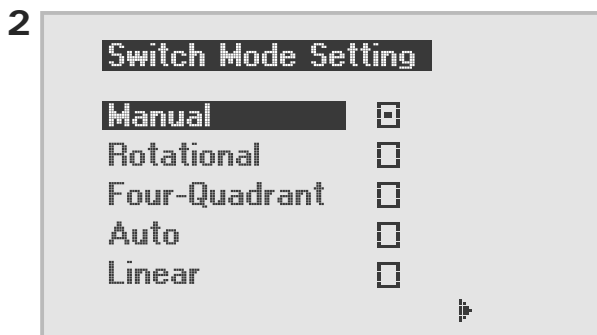 2
Switch Mode Setting
Manual
Rotational
Four-Quadrant
Auto
Linear